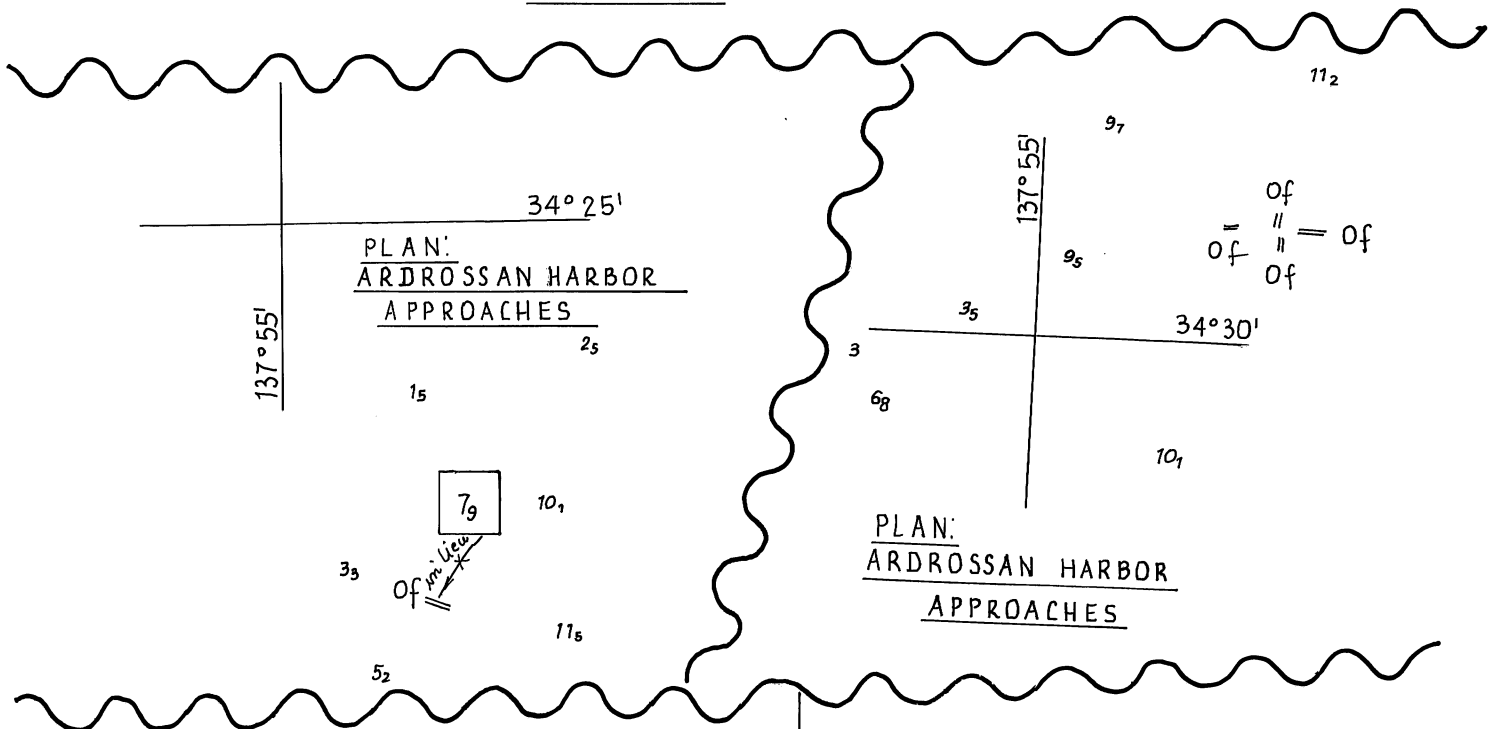 34° 25'
137° 55'
PLAN:
ARDROSSAN HARBOR
APPROACHES
2₅
1₅
7₉
10₁
in lieu
3₃
Of
11₅
5₂
11₂
9₇
137° 55'
Of
Of
Of
Of
9₅
3₅
34° 30'
3
6₈
10₁
PLAN:
ARDROSSAN HARBOR
APPROACHES